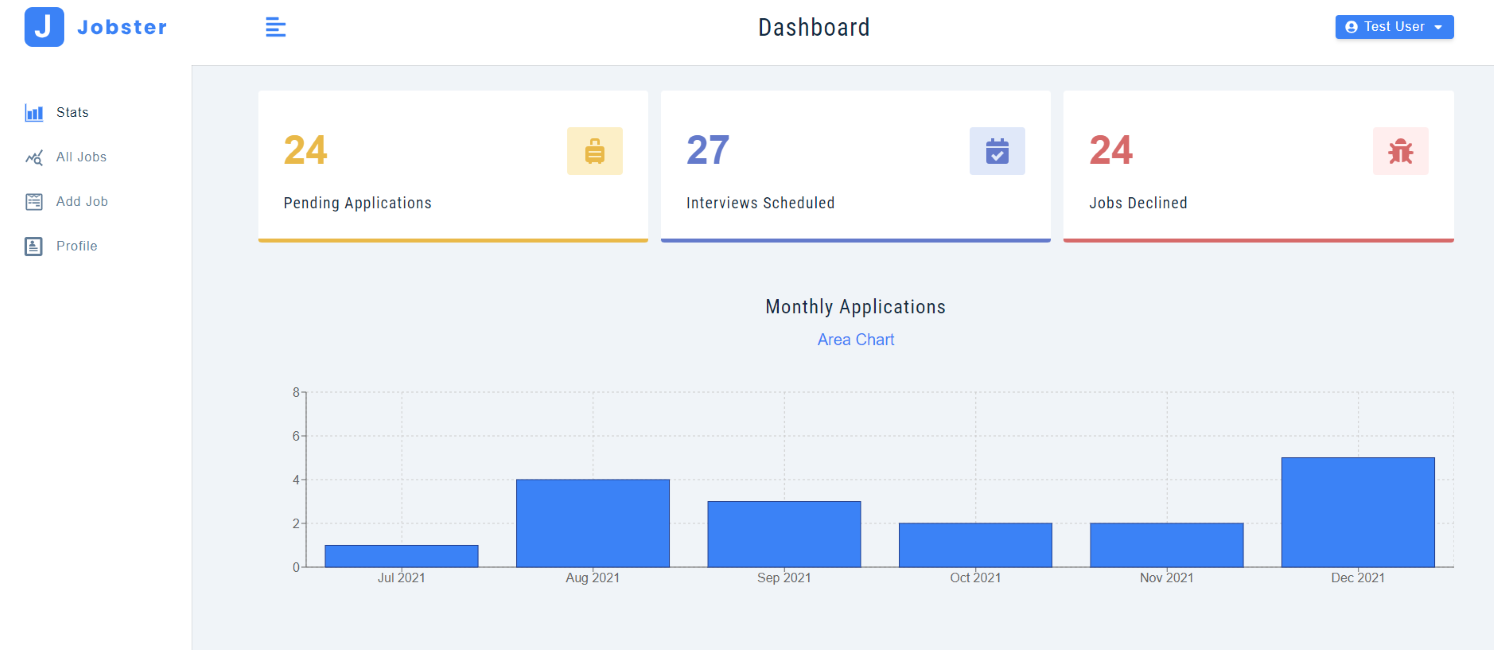 J Jobster
Dashboard
Test User
Stats
All Jobs
Add Job
Profile
24
Pending Applications
27
Interviews Scheduled
24
Jobs Declined
Monthly Applications
Area Chart
8
6
4
2
0
Jul 2021 Aug 2021 Sep 2021 Oct 2021 Nov 2021 Dec 2021